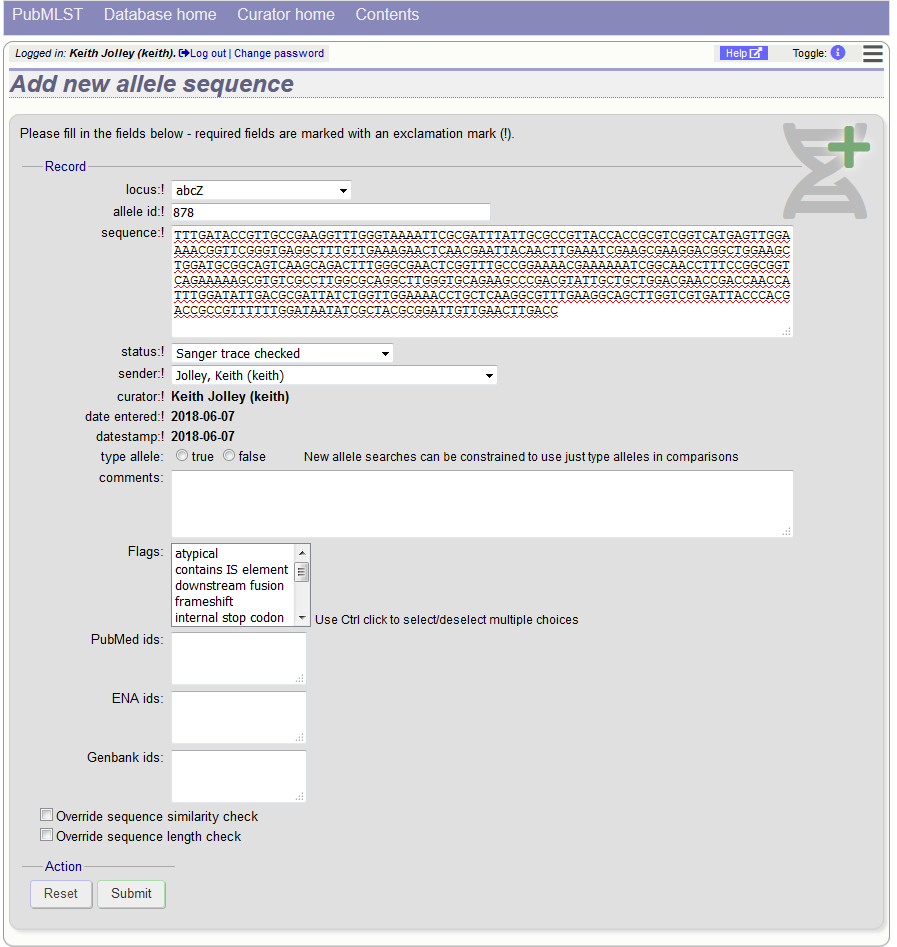 PubMLST Database home Curator home Contents
Logged in: Keith Jolley (keith). Log out | Change password Help Toggle: i
Add new allele sequence
Please fill in the fields below - required fields are marked with an exclamation mark (!).
Record
locus:! abcZ
allele id:! 878
sequence:! TTTGATACCGTTGCCGAAGGTTTGGGTAAAATTCGCGATTTATTGCGCCGTTACCACCGCGTCGGTCATGAGTTGGA
AAACGGTTCGGGTGAGGCTTTGTTGAAAGAACTCAACGAATTACAACTTGAAATCGAAGCGAAGGACGGCTGGAAGC
TGGATGCGGCAGTCAAGCAGACTTTGGGCGAACTCGGTTTGCCGGAAAACGAAAAAATCGGCAACCTTTCCGGCGGT
CAGAAAAAGCGTGTCGCCTTGGCGCAGGCTTGGGTGCAGAAGCCCGACGTATTGCTGCTGGACGAACCGACCAACCA
TTTGGATATTGACGCGATTATCTGGTTGGAAAACCTGCTCAAGGCGTTTGAAGGCAGCTTGGTCGTGATTACCCACG
ACCGCCGTTTTTTGGATAATATCGCTACGCGGATTGTTGAACTTGACC
status:! Sanger trace checked
sender:! Jolley, Keith (keith)
curator:! Keith Jolley (keith)
date entered:! 2018-06-07
datestamp:! 2018-06-07
type allele: true false New allele searches can be constrained to use just type alleles in comparisons
comments:
Flags: atypical
contains IS element
downstream fusion
frameshift
internal stop codon Use Ctrl click to select/deselect multiple choices
PubMed ids:
ENA ids:
Genbank ids:
Override sequence similarity check
Override sequence length check
Action
Reset Submit